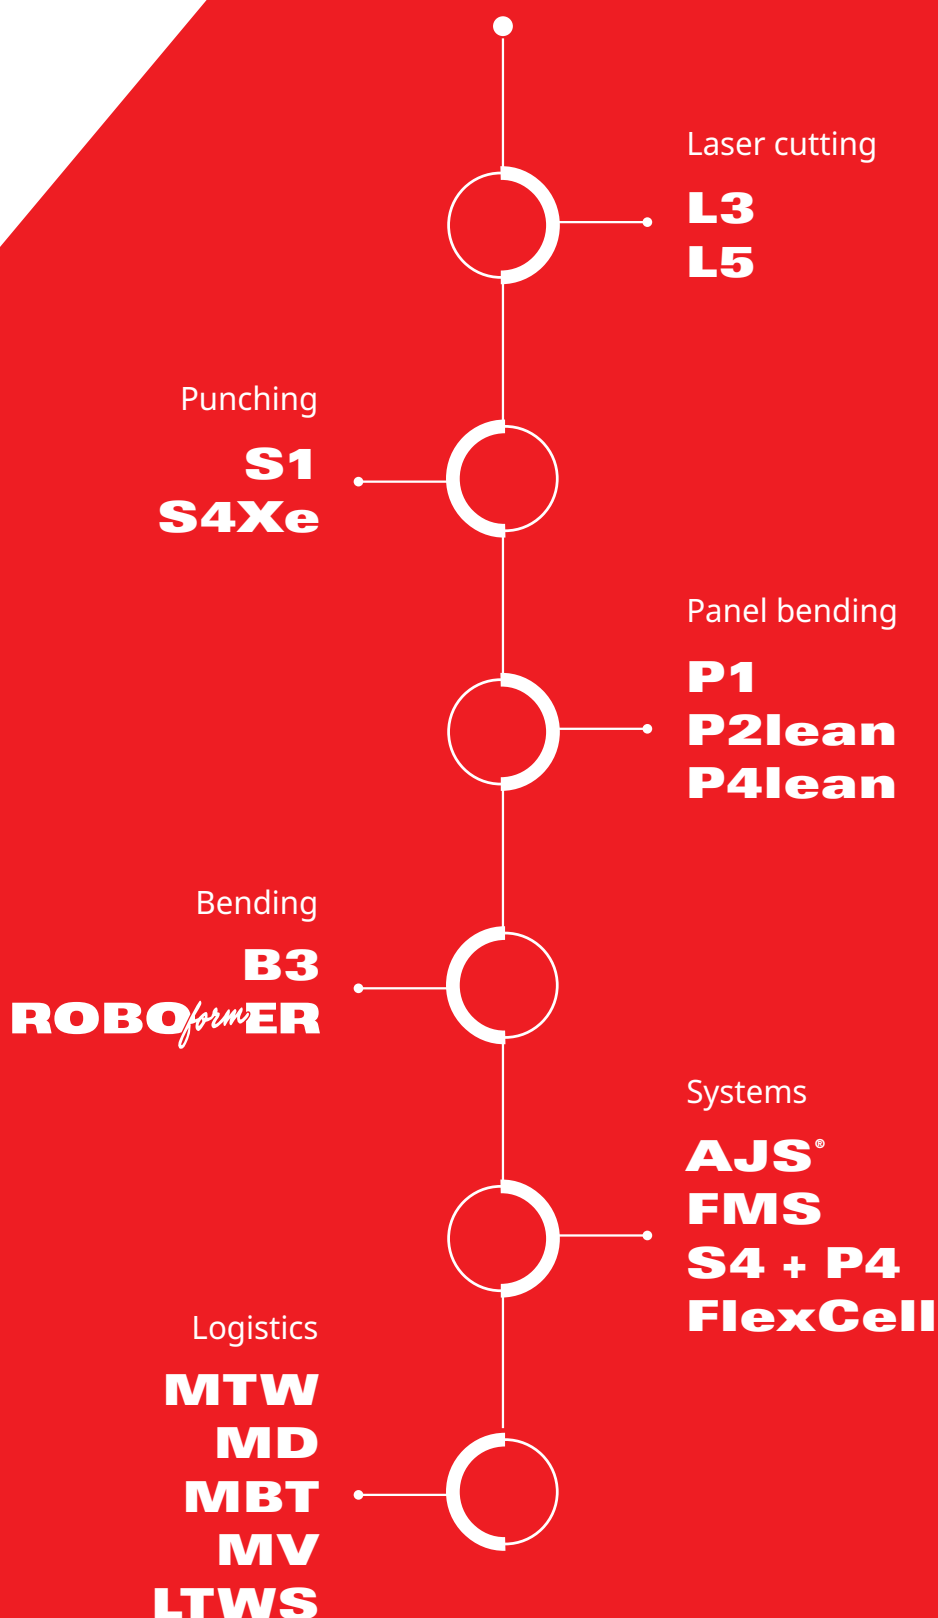 Laser cutting
L3
L5
Punching
S1
S4Xe
Panel bending
P1
P2lean
P4lean
Bending
B3
ROBOformER
Systems
AJS®
FMS
S4 + P4
FlexCell
Logistics
MTW
MD
MBT
MV
LTWS